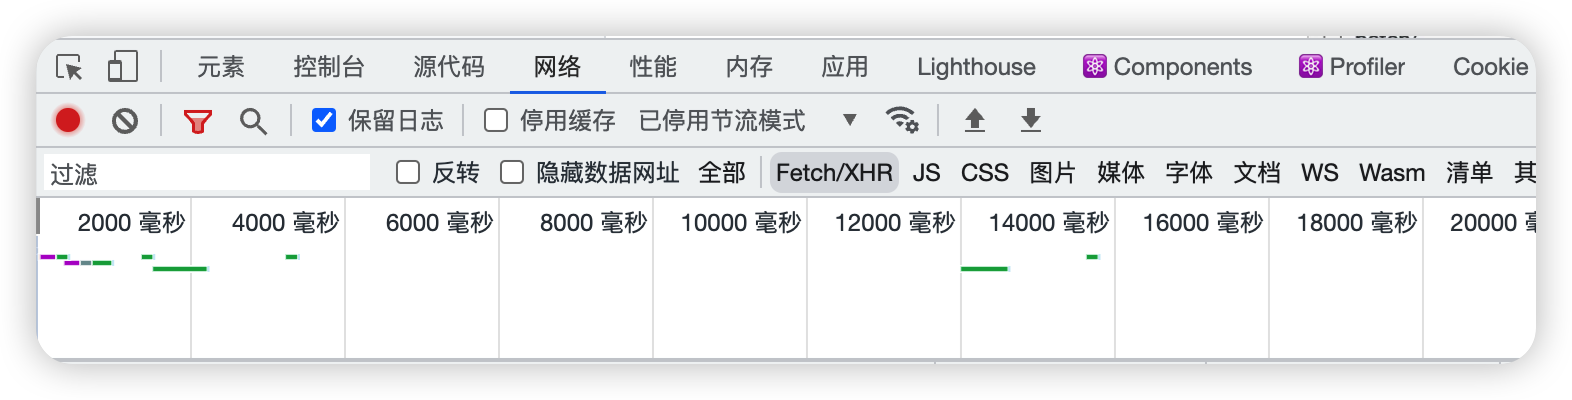 元素 控制台 源代码 网络 性能 内存 应用 Lighthouse Components Profiler Cookie
保留日志 停用缓存 已停用节流模式
过滤 反转 隐藏数据网址 全部 Fetch/XHR JS CSS 图片 媒体 字体 文档 WS Wasm 清单 其
2000 毫秒 4000 毫秒 6000 毫秒 8000 毫秒 10000 毫秒 12000 毫秒 14000 毫秒 16000 毫秒 18000 毫秒 20000 毫